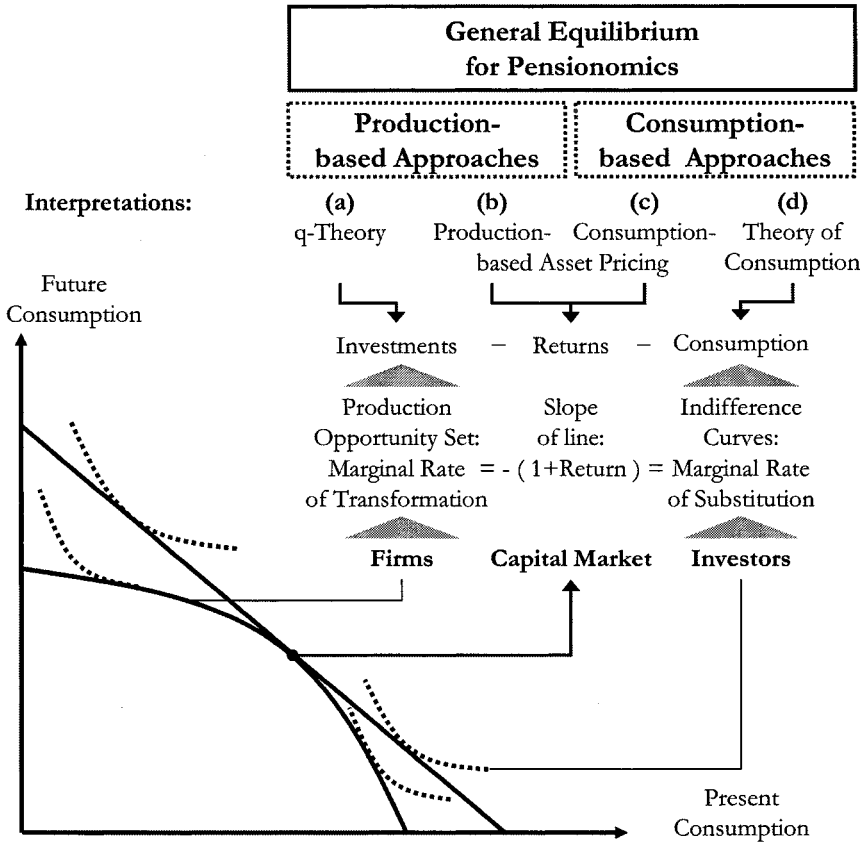 General Equilibrium
for Pensionomics
Production-
based Approaches
Consumption-
based Approaches
Interpretations:
(a)
q-Theory
(b)
(c)
Production- Consumption-
based Asset Pricing
(d)
Theory of
Consumption
Future
Consumption
Investments – Returns – Consumption
Production
Opportunity Set:
Marginal Rate
of Transformation
Slope
of line:
= - ( 1+Return ) =
Indifference
Curves:
Marginal Rate
of Substitution
Firms
Capital Market
Investors
Present
Consumption